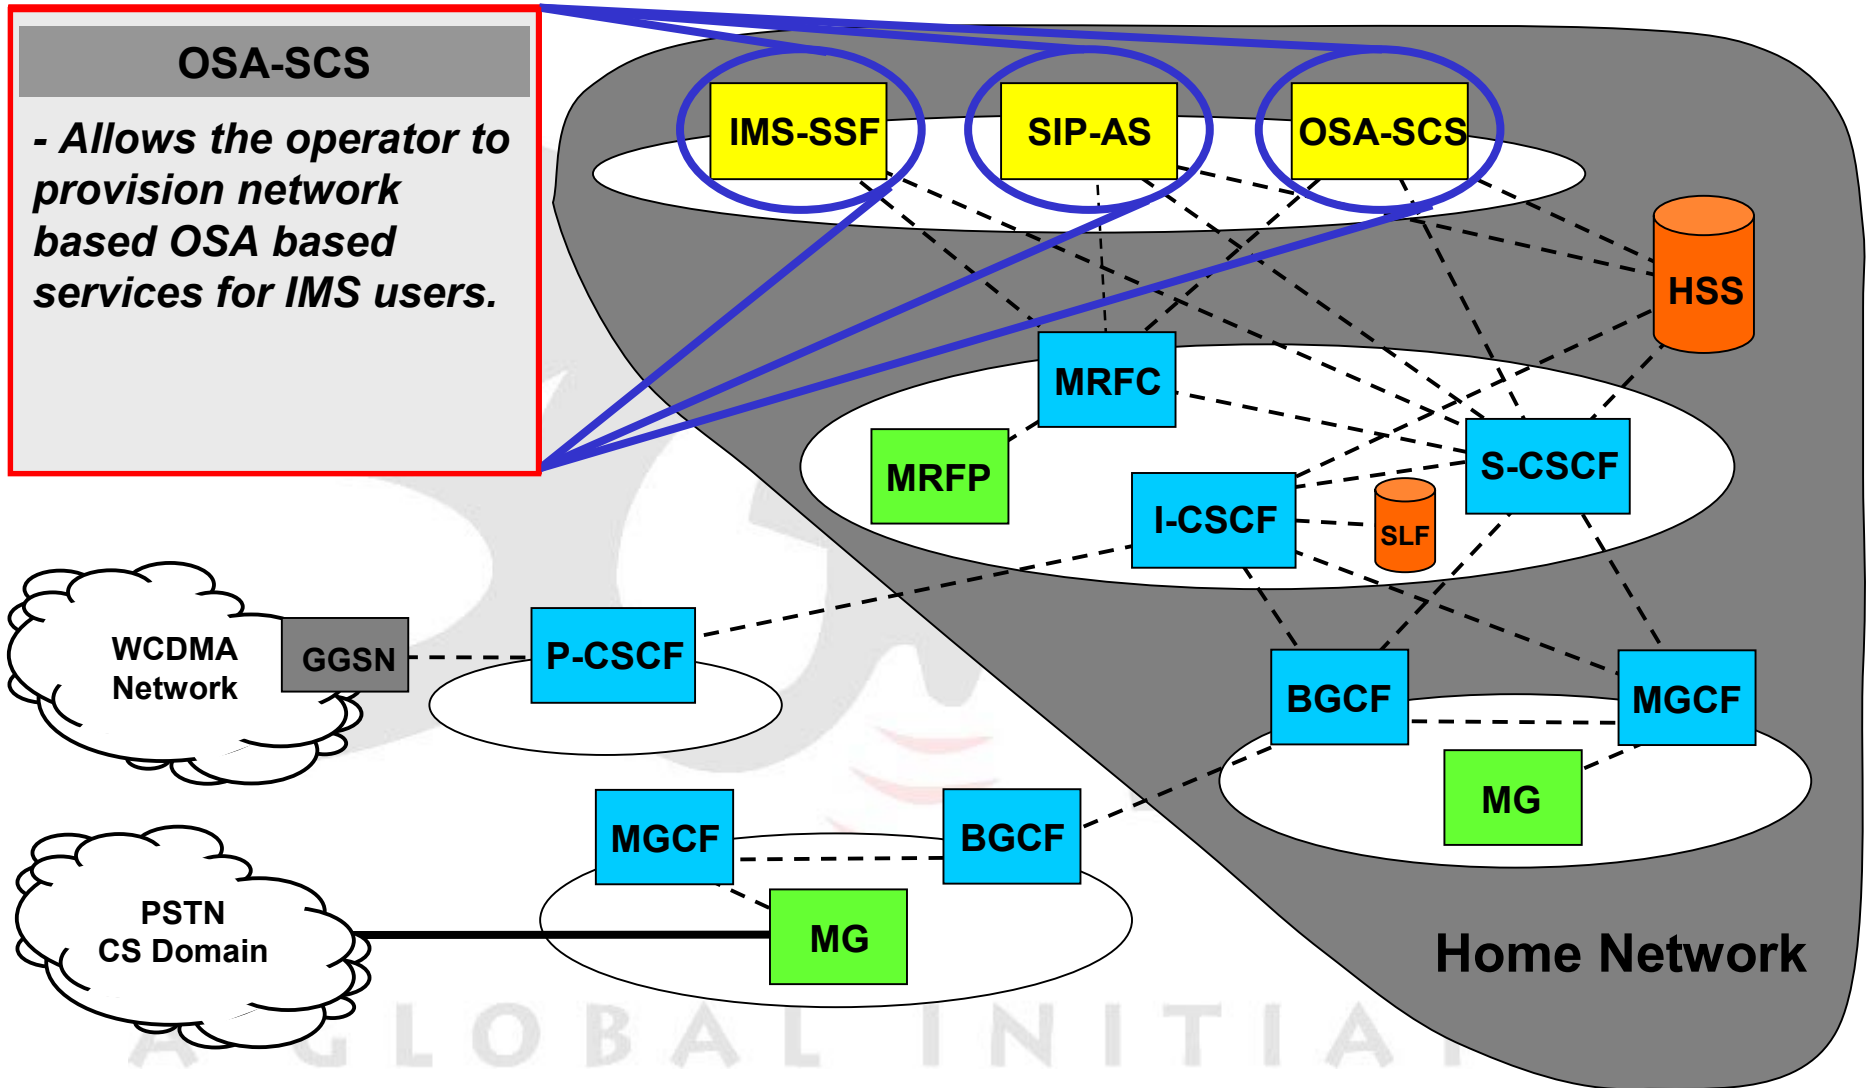 OSA-SCS
- Allows the operator to
provision network
based OSA based
services for IMS users.
IMS-SSF
SIP-AS
OSA-SCS
HSS
MRFC
MRFP
S-CSCF
I-CSCF
SLF
WCDMA
Network
GGSN
P-CSCF
BGCF
MGCF
MG
MGCF
BGCF
MG
PSTN
CS Domain
Home Network
A GLOBAL INITIA